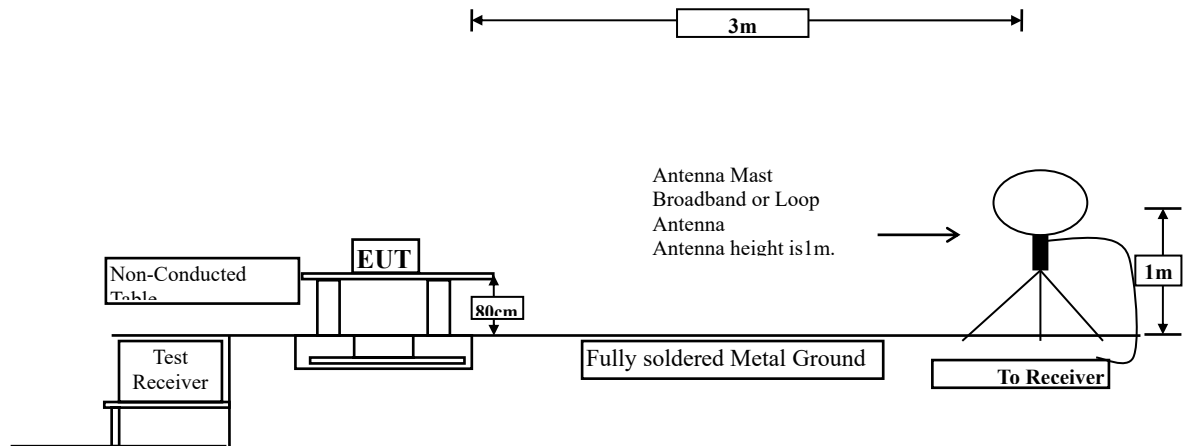 3m
Antenna Mast
Broadband or Loop
Antenna
Antenna height is1m.
EUT
Non-Conducted
Table
80cm
1m
Test
Receiver
Fully soldered Metal Ground
To Receiver